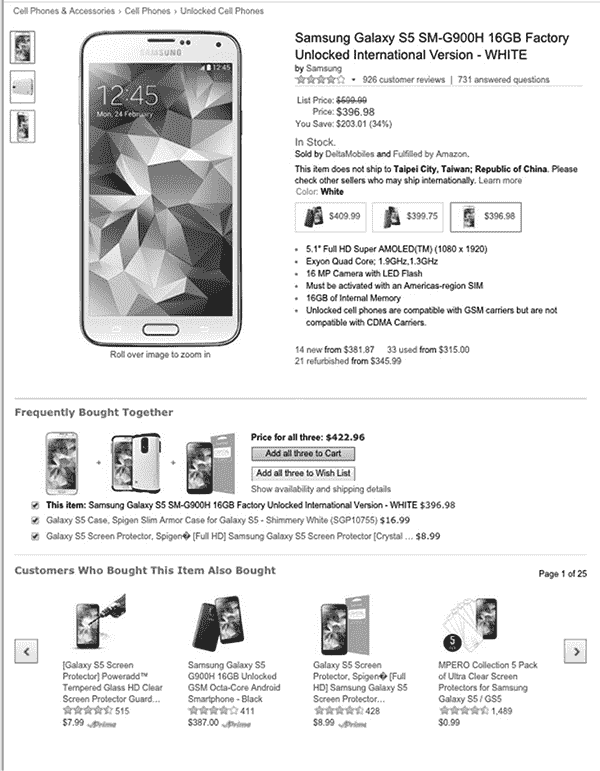 Cell Phones & Accessories › Cell Phones › Unlocked Cell Phones
Samsung Galaxy S5 SM-G900H 16GB Factory
Unlocked International Version - WHITE
by Samsung
926 customer reviews | 731 answered questions
List Price: $599.99
Price: $396.98
You Save: $203.01 (34%)
In Stock.
Sold by DeltaMobiles and Fulfilled by Amazon.
This item does not ship to Taipei City, Taiwan; Republic of China. Please
check other sellers who may ship internationally. Learn more
Color: White
$409.99 $399.75 $396.98
5.1" Full HD Super AMOLED(TM) (1080 x 1920)
Exyon Quad Core; 1.9GHz,1.3GHz
16 MP Camera with LED Flash
Must be activated with an Americas-region SIM
16GB of Internal Memory
Unlocked cell phones are compatible with GSM carriers but are not
compatible with CDMA Carriers.
14 new from $381.87 33 used from $315.00
21 refurbished from $345.99
SAMSUNG
12:45
12:45
Mon, 24 February
Roll over image to zoom in
Frequently Bought Together
Price for all three: $422.96
Add all three to Cart
Add all three to Wish List
Show availability and shipping details
This item: Samsung Galaxy S5 SM-G900H 16GB Factory Unlocked International Version - WHITE $396.98
Galaxy S5 Case, Spigen Slim Armor Case for Galaxy S5 - Shimmery White (SGP10755) $16.99
Galaxy S5 Screen Protector, Spigen� [Full HD] Samsung Galaxy S5 Screen Protector [Crystal ... $8.99
Customers Who Bought This Item Also Bought
Page 1 of 25
[Galaxy S5 Screen
Protector] Poweradd™
Tempered Glass HD Clear
Screen Protector Guard...
515
$7.99 Prime
Samsung Galaxy S5
G900H 16GB Unlocked
GSM Octa-Core Android
Smartphone - Black
411
$387.00 Prime
Galaxy S5 Screen
Protector, Spigen� [Full
HD] Samsung Galaxy S5
Screen Protector...
428
$8.99 Prime
5
MPERO Collection 5 Pack
of Ultra Clear Screen
Protectors for Samsung
Galaxy S5 / GS5
1,489
$0.99